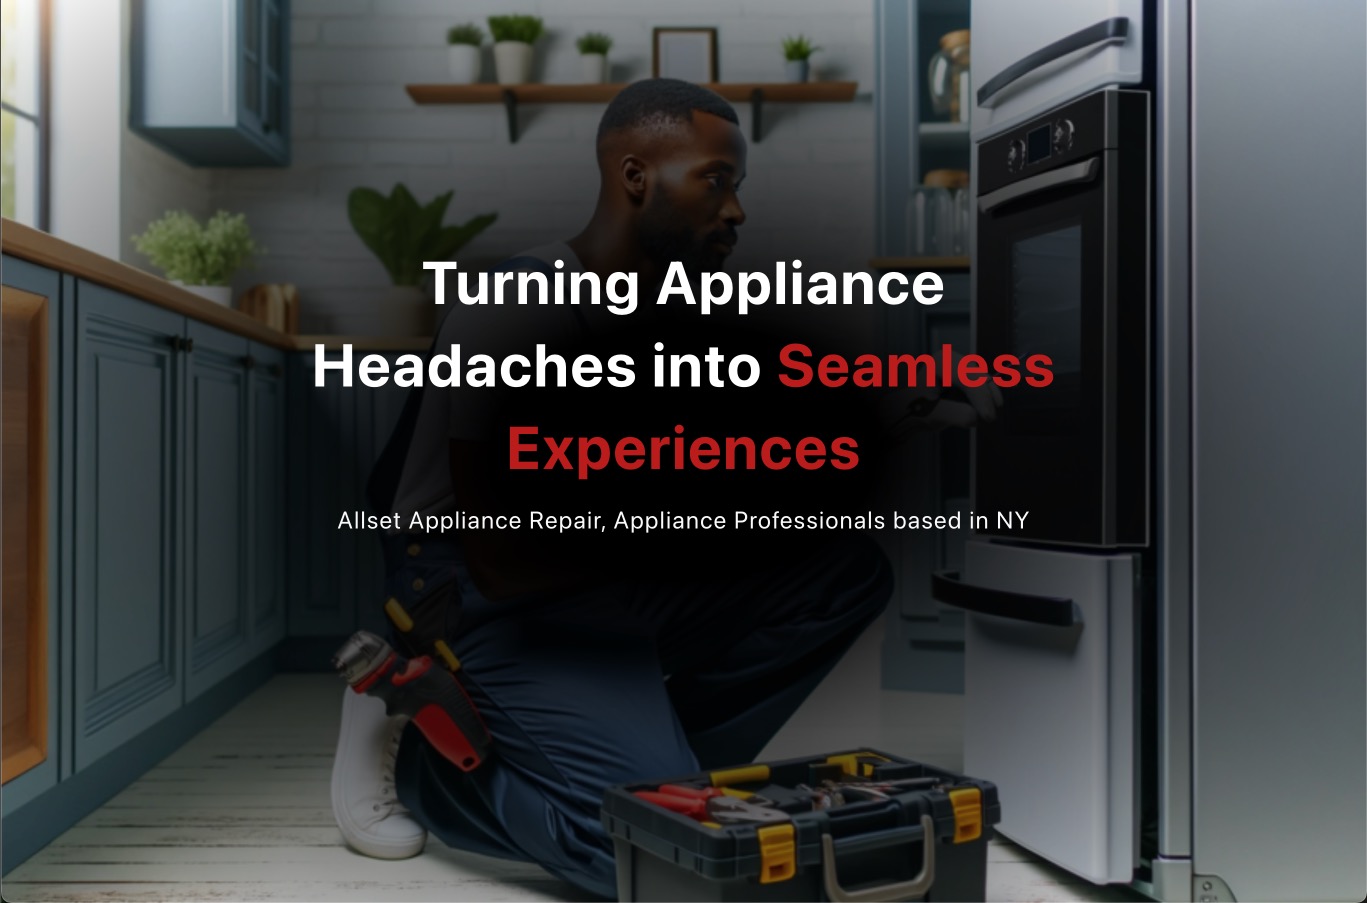 Turning Appliance
Headaches into Seamless
Experiences
Allset Appliance Repair, Appliance Professionals based in NY